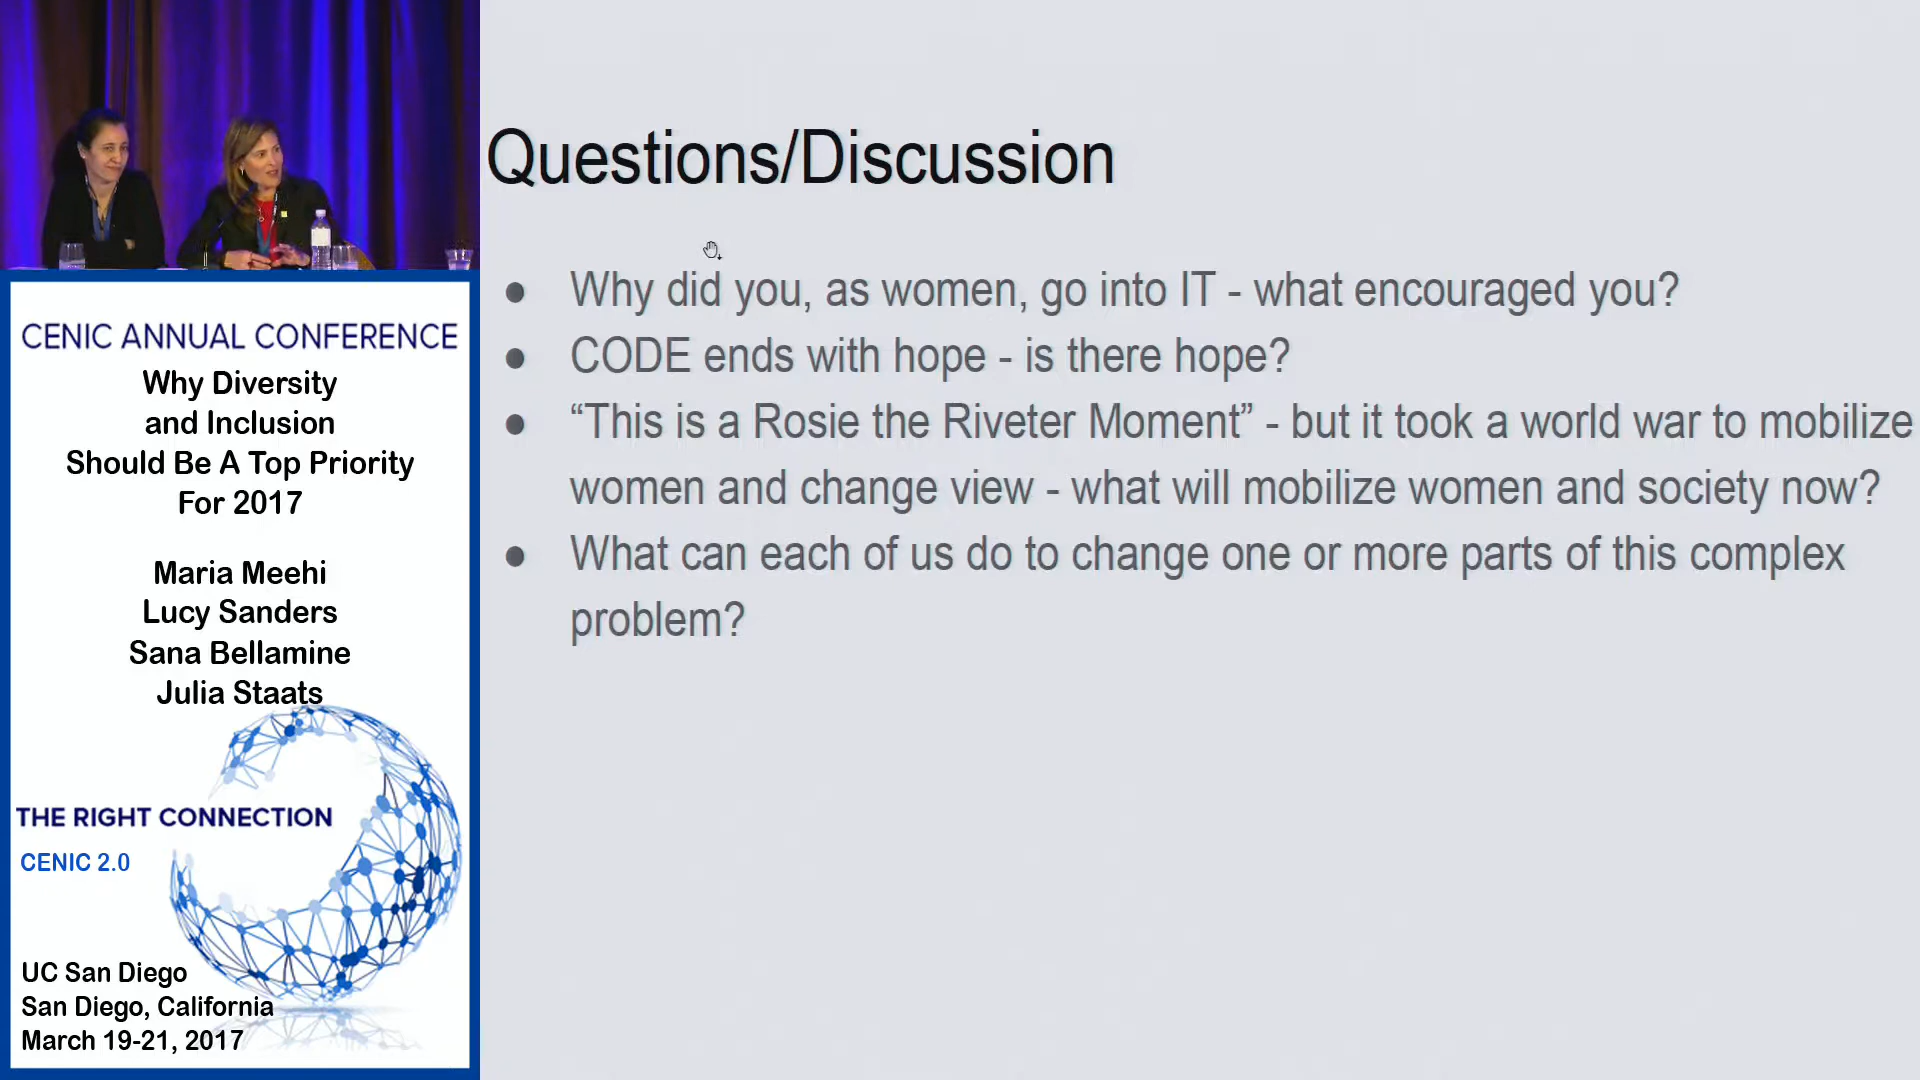 CENIC ANNUAL CONFERENCE
Why Diversity
and Inclusion
Should Be A Top Priority
For 2017
Maria Meehi
Lucy Sanders
Sana Bellamine
Julia Staats
THE RIGHT CONNECTION
CENIC 2.0
UC San Diego
San Diego, California
March 19-21, 2017
Questions/Discussion
● Why did you, as women, go into IT - what encouraged you?
● CODE ends with hope - is there hope?
● “This is a Rosie the Riveter Moment” - but it took a world war to mobilize
women and change view - what will mobilize women and society now?
● What can each of us do to change one or more parts of this complex
problem?